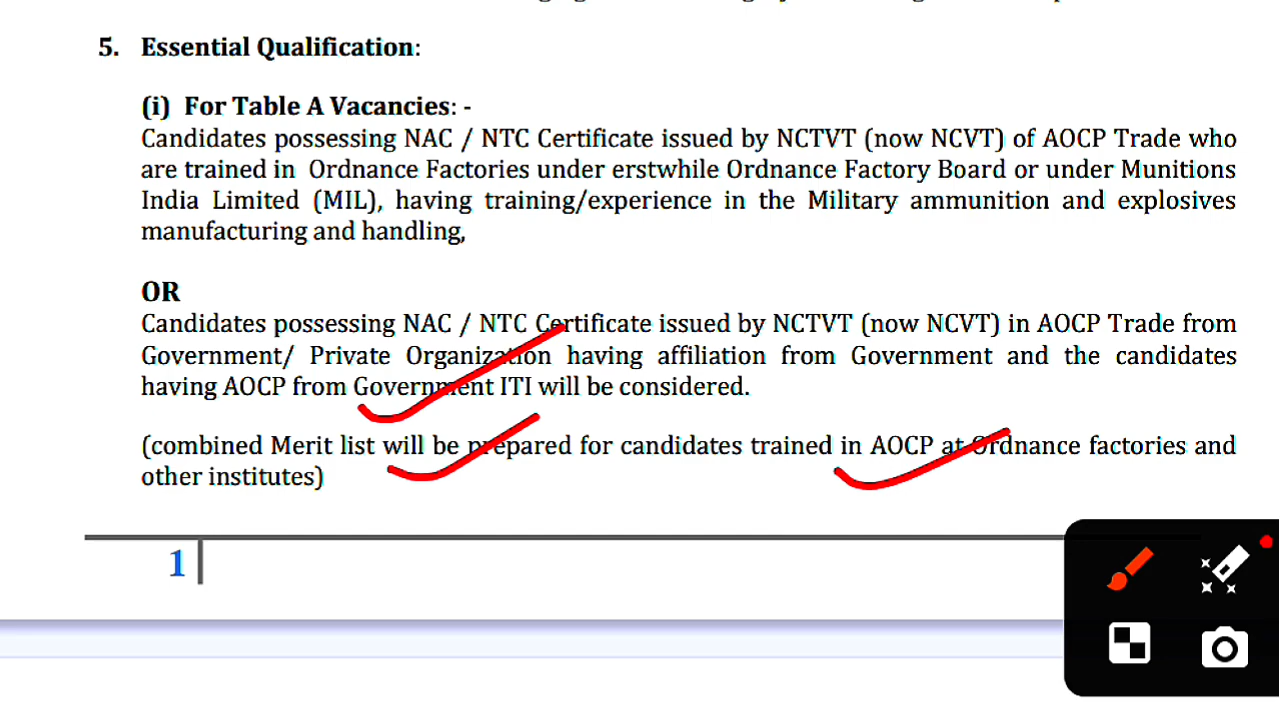 5. Essential Qualification:
(i) For Table A Vacancies: -
Candidates possessing NAC / NTC Certificate issued by NCTVT (now NCVT) of AOCP Trade who
are trained in Ordnance Factories under erstwhile Ordnance Factory Board or under Munitions
India Limited (MIL), having training/experience in the Military ammunition and explosives
manufacturing and handling,
OR
Candidates possessing NAC / NTC Certificate issued by NCTVT (now NCVT) in AOCP Trade from
Government/ Private Organization having affiliation from Government and the candidates
having AOCP from Government ITI will be considered.
(combined Merit list will be prepared for candidates trained in AOCP at Ordnance factories and
other institutes)
1